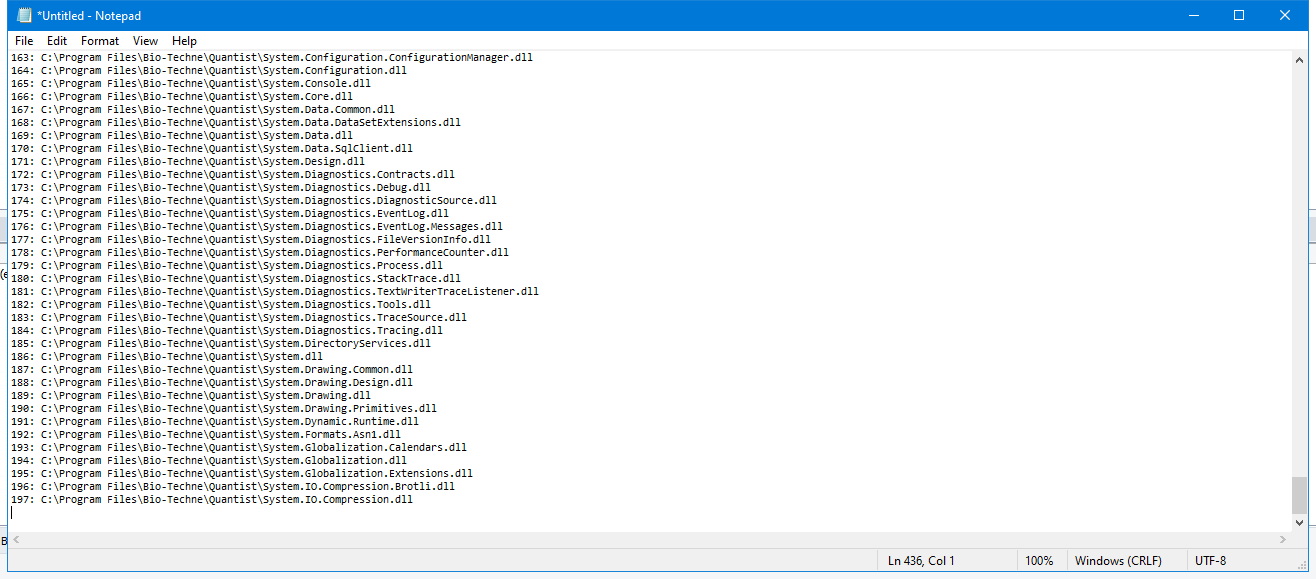 *Untitled - Notepad
File Edit Format View Help
163: C:\Program Files\Bio-Techne\Quantist\System.Configuration.ConfigurationManager.dll
164: C:\Program Files\Bio-Techne\Quantist\System.Configuration.dll
165: C:\Program Files\Bio-Techne\Quantist\System.Console.dll
166: C:\Program Files\Bio-Techne\Quantist\System.Core.dll
167: C:\Program Files\Bio-Techne\Quantist\System.Data.Common.dll
168: C:\Program Files\Bio-Techne\Quantist\System.Data.DataSetExtensions.dll
169: C:\Program Files\Bio-Techne\Quantist\System.Data.dll
170: C:\Program Files\Bio-Techne\Quantist\System.Data.SqlClient.dll
171: C:\Program Files\Bio-Techne\Quantist\System.Design.dll
172: C:\Program Files\Bio-Techne\Quantist\System.Diagnostics.Contracts.dll
173: C:\Program Files\Bio-Techne\Quantist\System.Diagnostics.Debug.dll
174: C:\Program Files\Bio-Techne\Quantist\System.Diagnostics.DiagnosticSource.dll
175: C:\Program Files\Bio-Techne\Quantist\System.Diagnostics.EventLog.dll
176: C:\Program Files\Bio-Techne\Quantist\System.Diagnostics.EventLog.Messages.dll
177: C:\Program Files\Bio-Techne\Quantist\System.Diagnostics.FileVersionInfo.dll
178: C:\Program Files\Bio-Techne\Quantist\System.Diagnostics.PerformanceCounter.dll
179: C:\Program Files\Bio-Techne\Quantist\System.Diagnostics.Process.dll
180: C:\Program Files\Bio-Techne\Quantist\System.Diagnostics.StackTrace.dll
181: C:\Program Files\Bio-Techne\Quantist\System.Diagnostics.TextWriterTraceListener.dll
182: C:\Program Files\Bio-Techne\Quantist\System.Diagnostics.Tools.dll
183: C:\Program Files\Bio-Techne\Quantist\System.Diagnostics.TraceSource.dll
184: C:\Program Files\Bio-Techne\Quantist\System.Diagnostics.Tracing.dll
185: C:\Program Files\Bio-Techne\Quantist\System.DirectoryServices.dll
186: C:\Program Files\Bio-Techne\Quantist\System.dll
187: C:\Program Files\Bio-Techne\Quantist\System.Drawing.Common.dll
188: C:\Program Files\Bio-Techne\Quantist\System.Drawing.Design.dll
189: C:\Program Files\Bio-Techne\Quantist\System.Drawing.dll
190: C:\Program Files\Bio-Techne\Quantist\System.Drawing.Primitives.dll
191: C:\Program Files\Bio-Techne\Quantist\System.Dynamic.Runtime.dll
192: C:\Program Files\Bio-Techne\Quantist\System.Formats.Asn1.dll
193: C:\Program Files\Bio-Techne\Quantist\System.Globalization.Calendars.dll
194: C:\Program Files\Bio-Techne\Quantist\System.Globalization.dll
195: C:\Program Files\Bio-Techne\Quantist\System.Globalization.Extensions.dll
196: C:\Program Files\Bio-Techne\Quantist\System.IO.Compression.Brotli.dll
197: C:\Program Files\Bio-Techne\Quantist\System.IO.Compression.dll
Ln 436, Col 1 100% Windows (CRLF) UTF-8